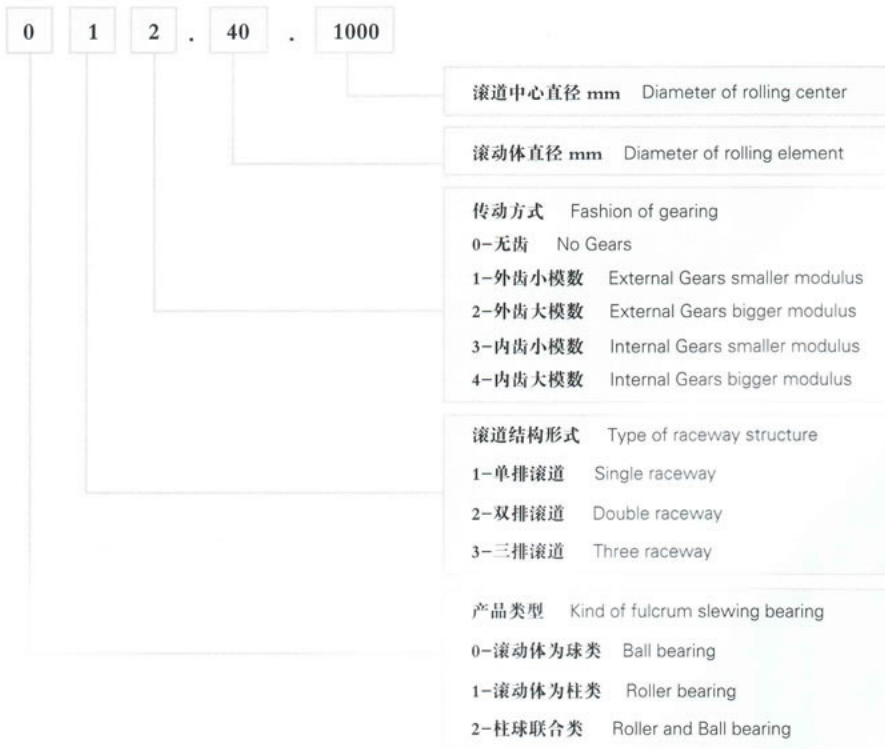 0 1 2 . 40 . 1000
滚道中心直径 mm Diameter of rolling center
滚动体直径 mm Diameter of rolling element
传动方式 Fashion of gearing
0-无齿 No Gears
1-外齿小模数 External Gears smaller modulus
2-外齿大模数 External Gears bigger modulus
3-内齿小模数 Internal Gears smaller modulus
4-内齿大模数 Internal Gears bigger modulus
滚道结构形式 Type of raceway structure
1-单排滚道 Single raceway
2-双排滚道 Double raceway
3-三排滚道 Three raceway
产品类型 Kind of fulcrum slewing bearing
0-滚动体为球类 Ball bearing
1-滚动体为柱类 Roller bearing
2-柱球联合类 Roller and Ball bearing